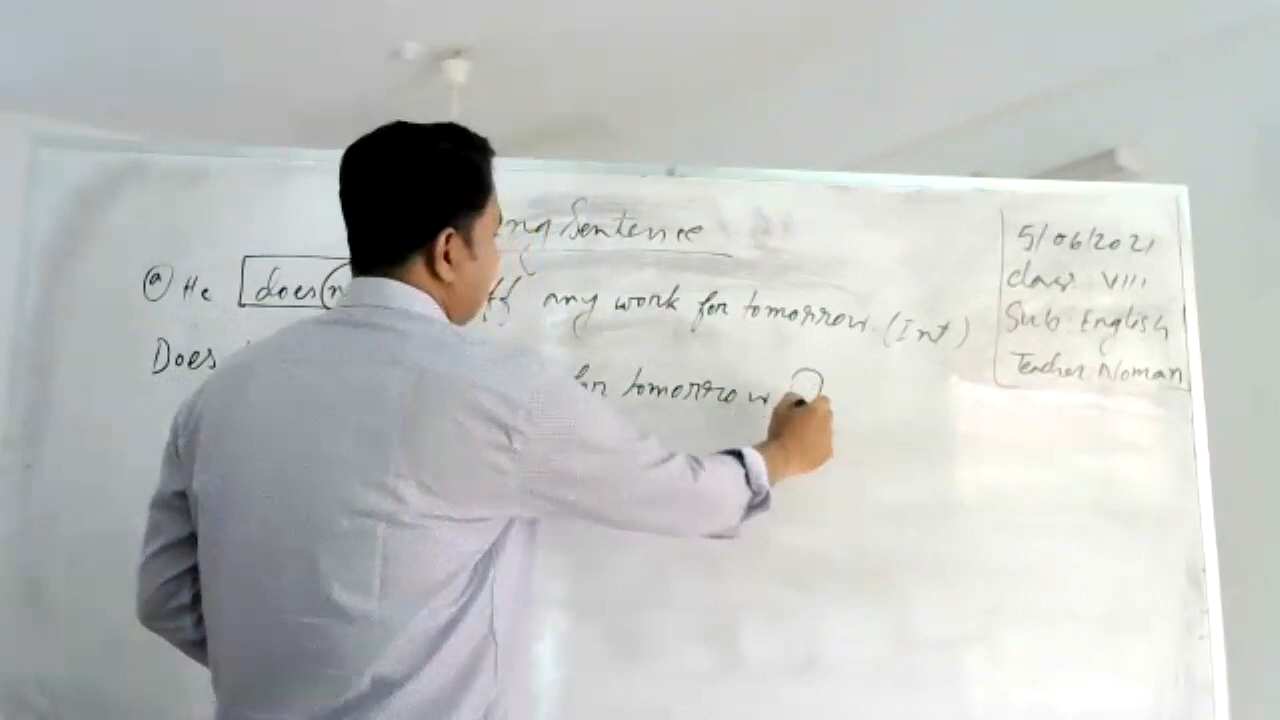 ng Sentence
(a) He does(n ff any work for tomorrow. (Int)
Does for tomorrow
5/06/2021
Class: VIII
Sub: English
Teacher: Noman